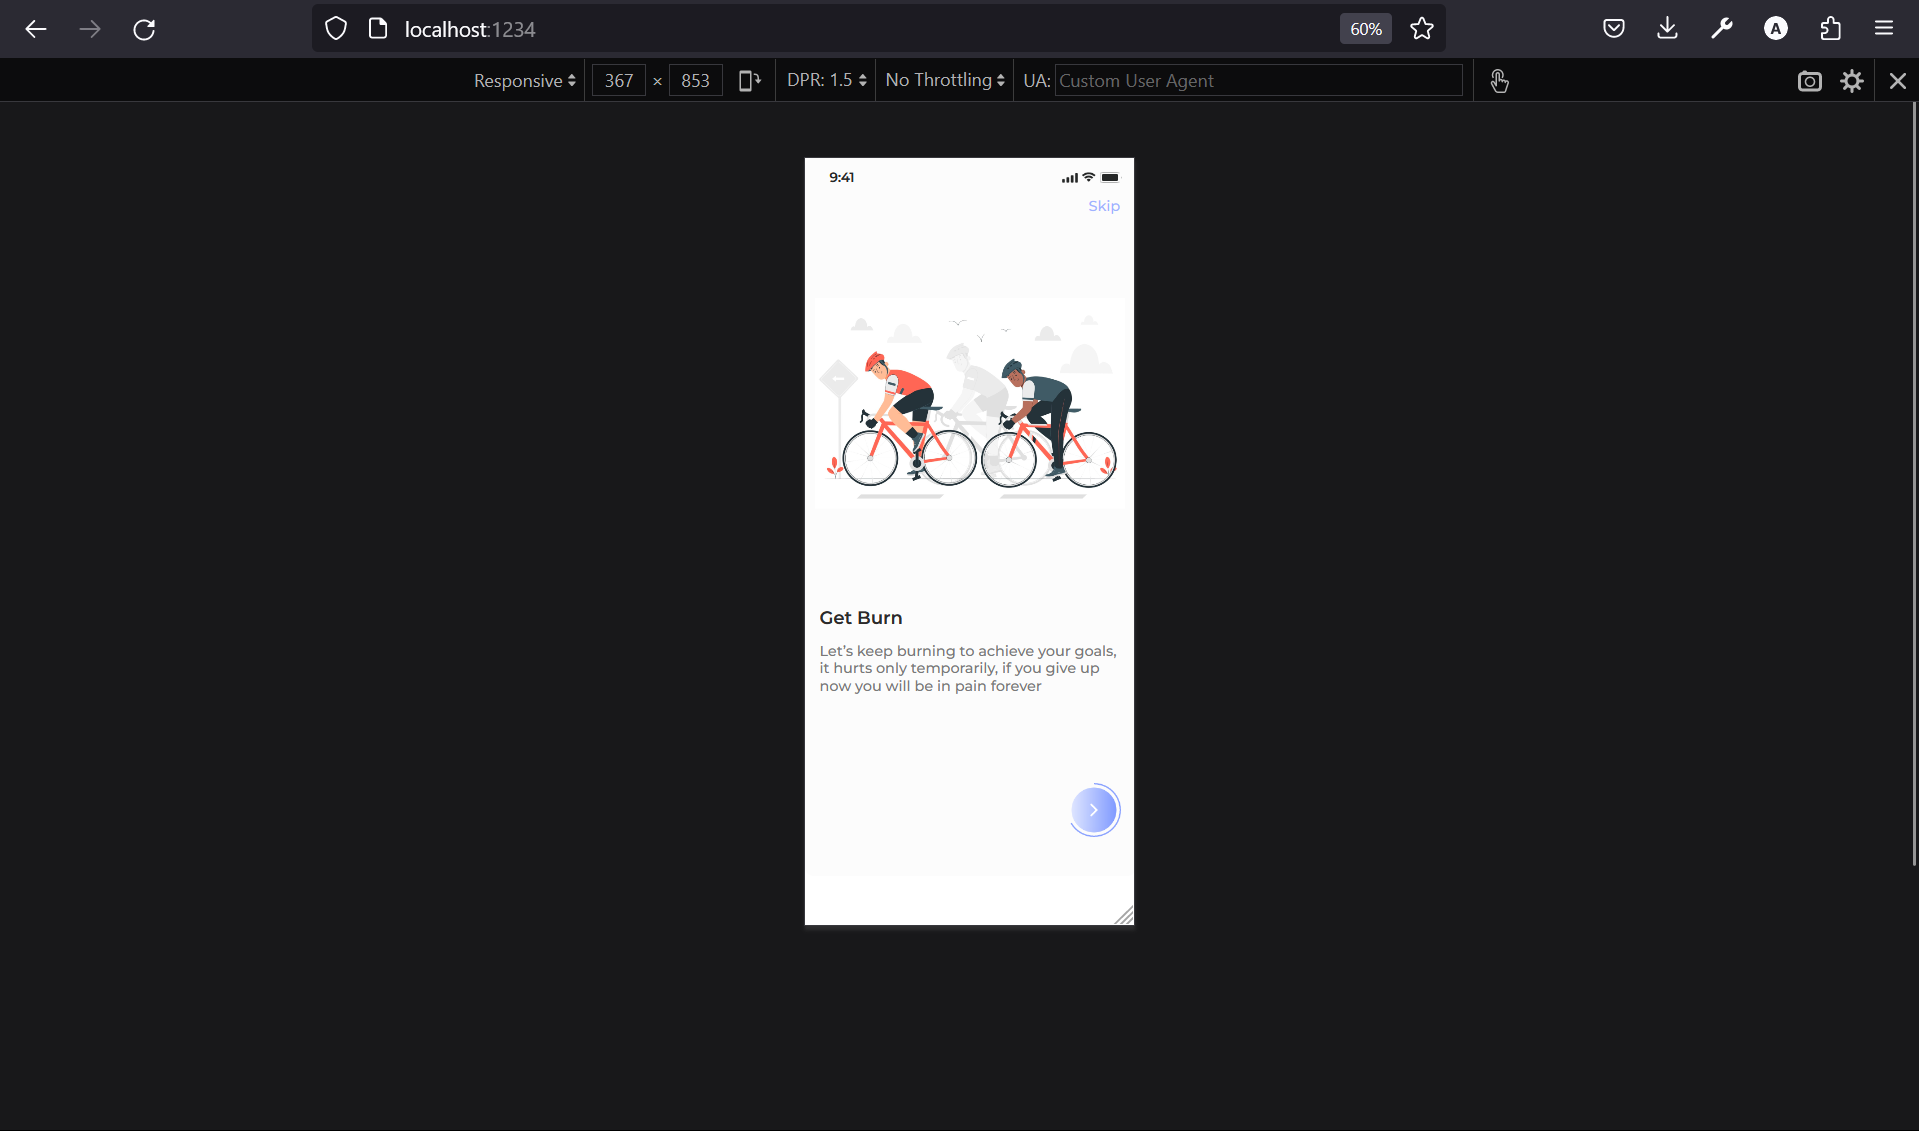 localhost:1234
60%
A
Responsive
367 × 853
DPR: 1.5
No Throttling
UA: Custom User Agent
9:41
Skip
Get Burn
Let’s keep burning to achieve your goals,
it hurts only temporarily, if you give up
now you will be in pain forever